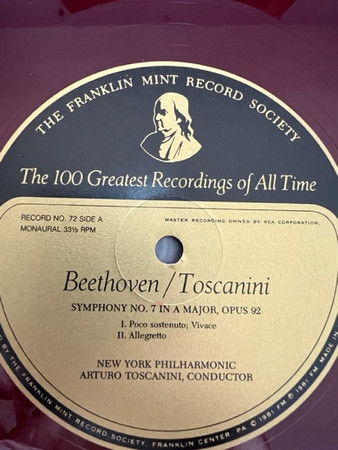 THE FRANKLIN MINT RECORD SOCIETY
The 100 Greatest Recordings of All Time
RECORD NO. 72 SIDE A
MASTER RECORDING OWNED BY RCA CORPORATION.
MONAURAL 33⅓ RPM
Beethoven / Toscanini
SYMPHONY NO. 7 IN A MAJOR, OPUS 92
I. Poco sostenuto; Vivace
II. Allegretto
NEW YORK PHILHARMONIC
ARTURO TOSCANINI, CONDUCTOR
BY THE FRANKLIN MINT RECORD SOCIETY, FRANKLIN CENTER, PA © 1981 FM ℗ 1981 FM MADE IN